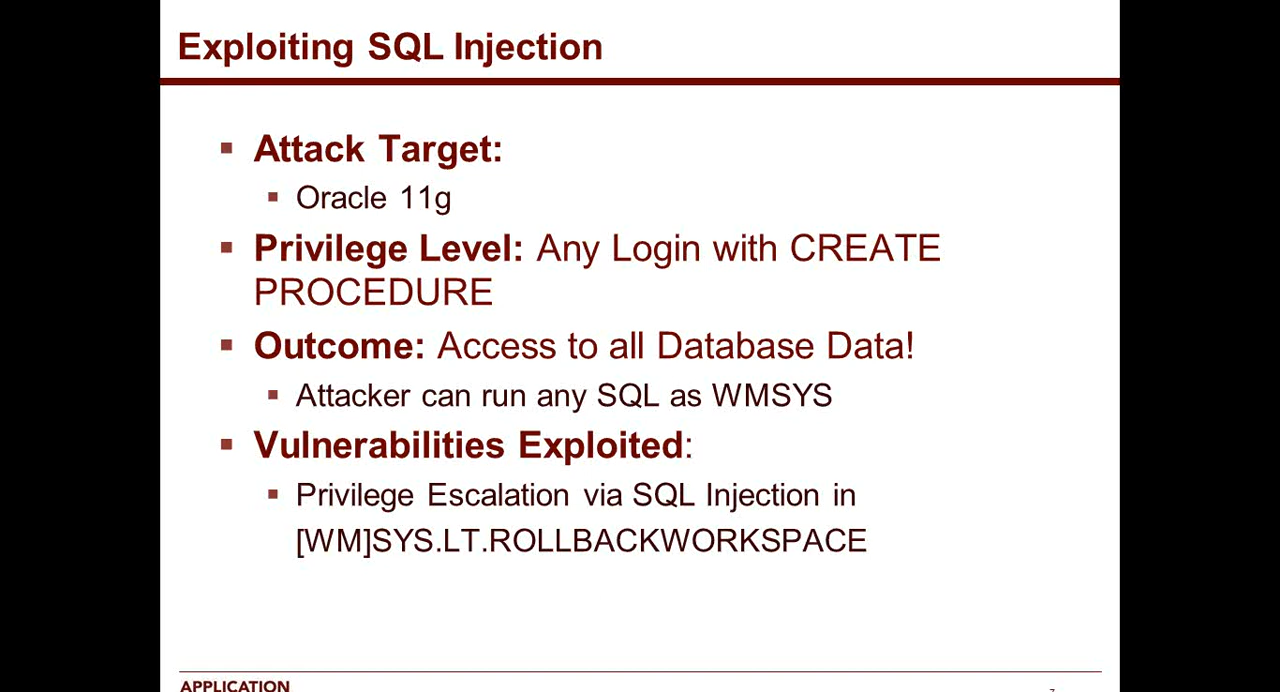 Exploiting SQL Injection
Attack Target:
Oracle 11g
Privilege Level: Any Login with CREATE
PROCEDURE
Outcome: Access to all Database Data!
Attacker can run any SQL as WMSYS
Vulnerabilities Exploited:
Privilege Escalation via SQL Injection in
[WM]SYS.LT.ROLLBACKWORKSPACE
APPLICATION